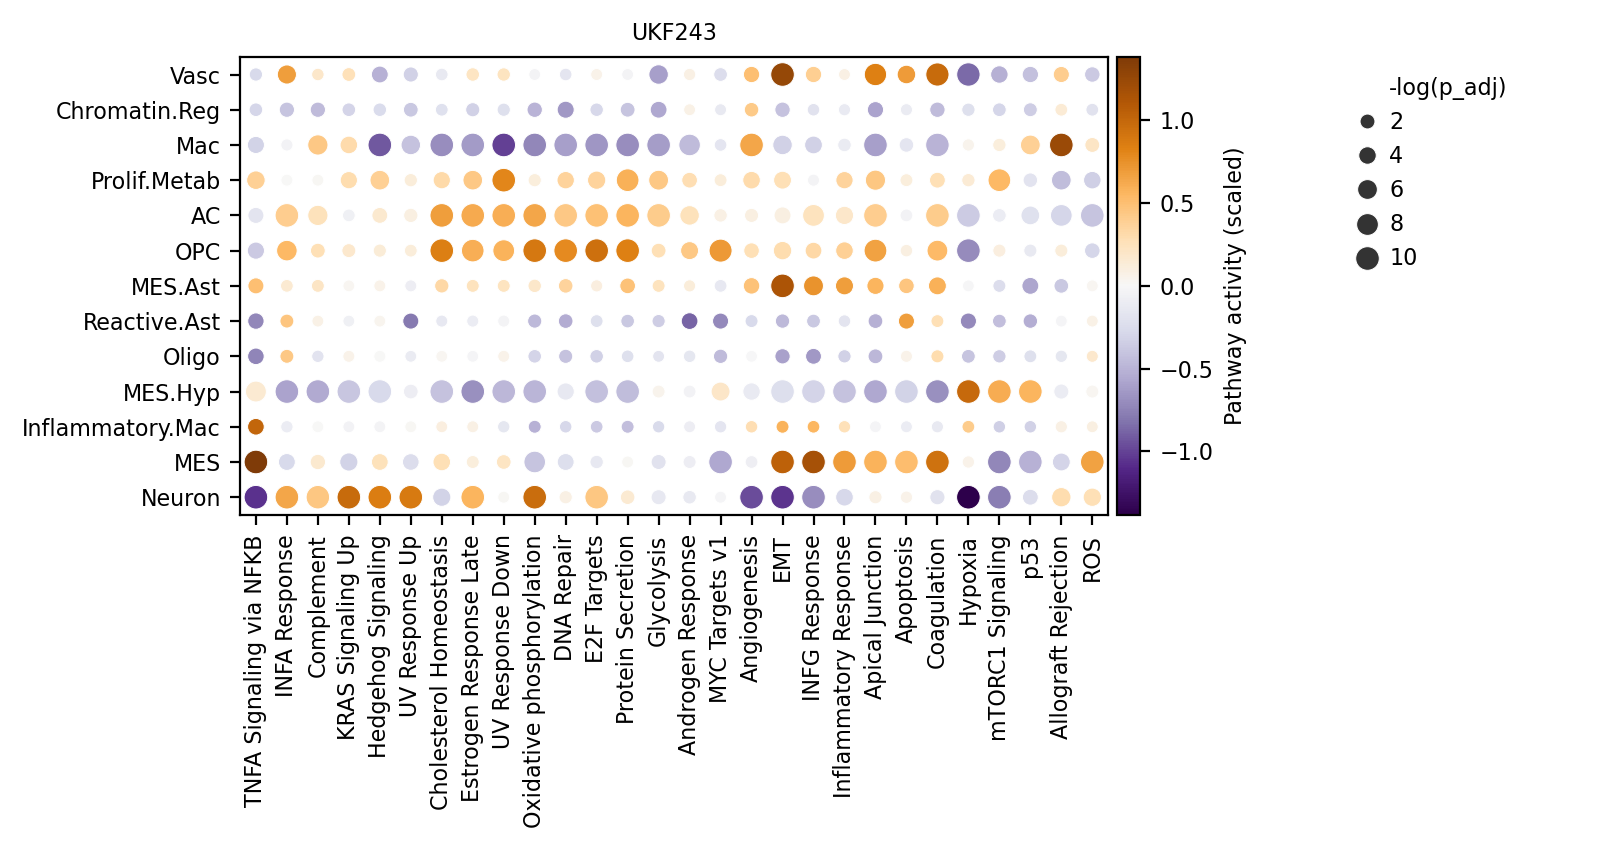 UKF243
Vasc
Chromatin.Reg
Mac
Prolif.Metab
AC
OPC
MES.Ast
Reactive.Ast
Oligo
MES.Hyp
Inflammatory.Mac
MES
Neuron
TNFA Signaling via NFKB
INFA Response
Complement
KRAS Signaling Up
Hedgehog Signaling
UV Response Up
Cholesterol Homeostasis
Estrogen Response Late
UV Response Down
Oxidative phosphorylation
DNA Repair
E2F Targets
Protein Secretion
Glycolysis
Androgen Response
MYC Targets v1
Angiogenesis
EMT
INFG Response
Inflammatory Response
Apical Junction
Apoptosis
Coagulation
Hypoxia
mTORC1 Signaling
p53
Allograft Rejection
ROS
1.0
0.5
0.0
−0.5
−1.0
Pathway activity (scaled)
-log(p_adj)
2
4
6
8
10